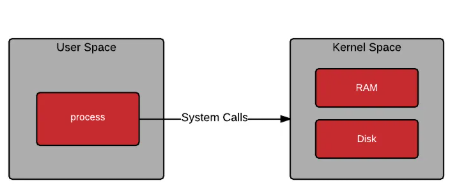 User Space
process
System Calls
Kernel Space
RAM
Disk